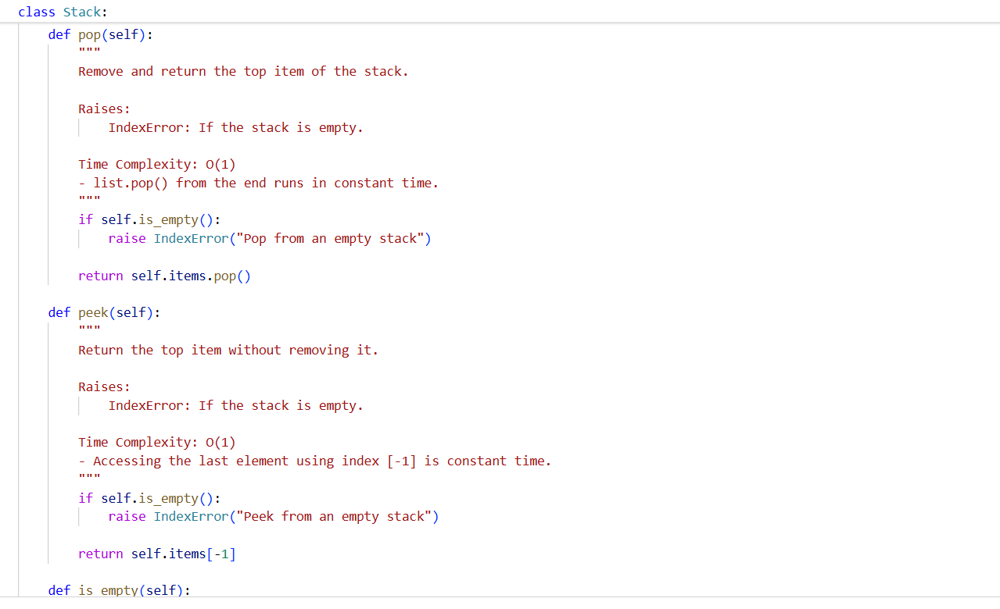 class Stack:
def pop(self):
"""
Remove and return the top item of the stack.
Raises:
IndexError: If the stack is empty.
Time Complexity: O(1)
- list.pop() from the end runs in constant time.
"""
if self.is_empty():
raise IndexError("Pop from an empty stack")
return self.items.pop()
def peek(self):
"""
Return the top item without removing it.
Raises:
IndexError: If the stack is empty.
Time Complexity: O(1)
- Accessing the last element using index [-1] is constant time.
"""
if self.is_empty():
raise IndexError("Peek from an empty stack")
return self.items[-1]
def is_empty(self):